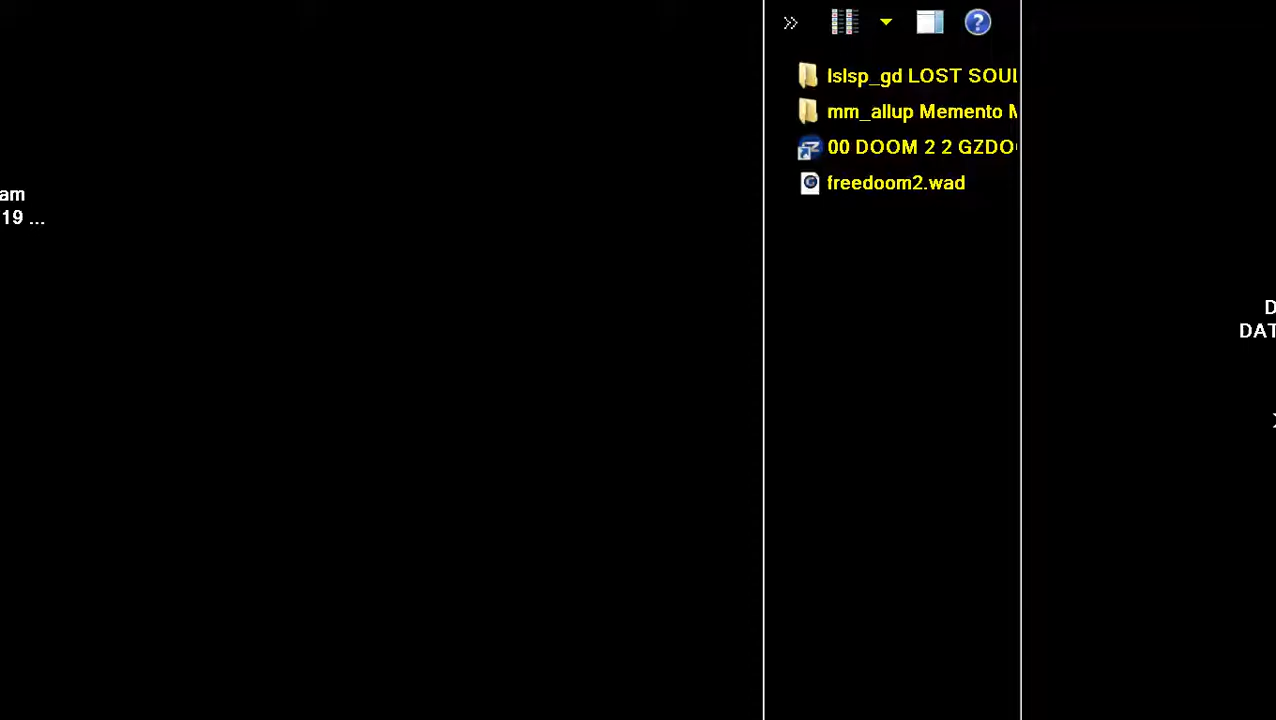 am
19 ...
»
?
lslsp_gd LOST SOUL
mm_allup Memento M
00 DOOM 2 2 GZDO
freedoom2.wad
D
DAT